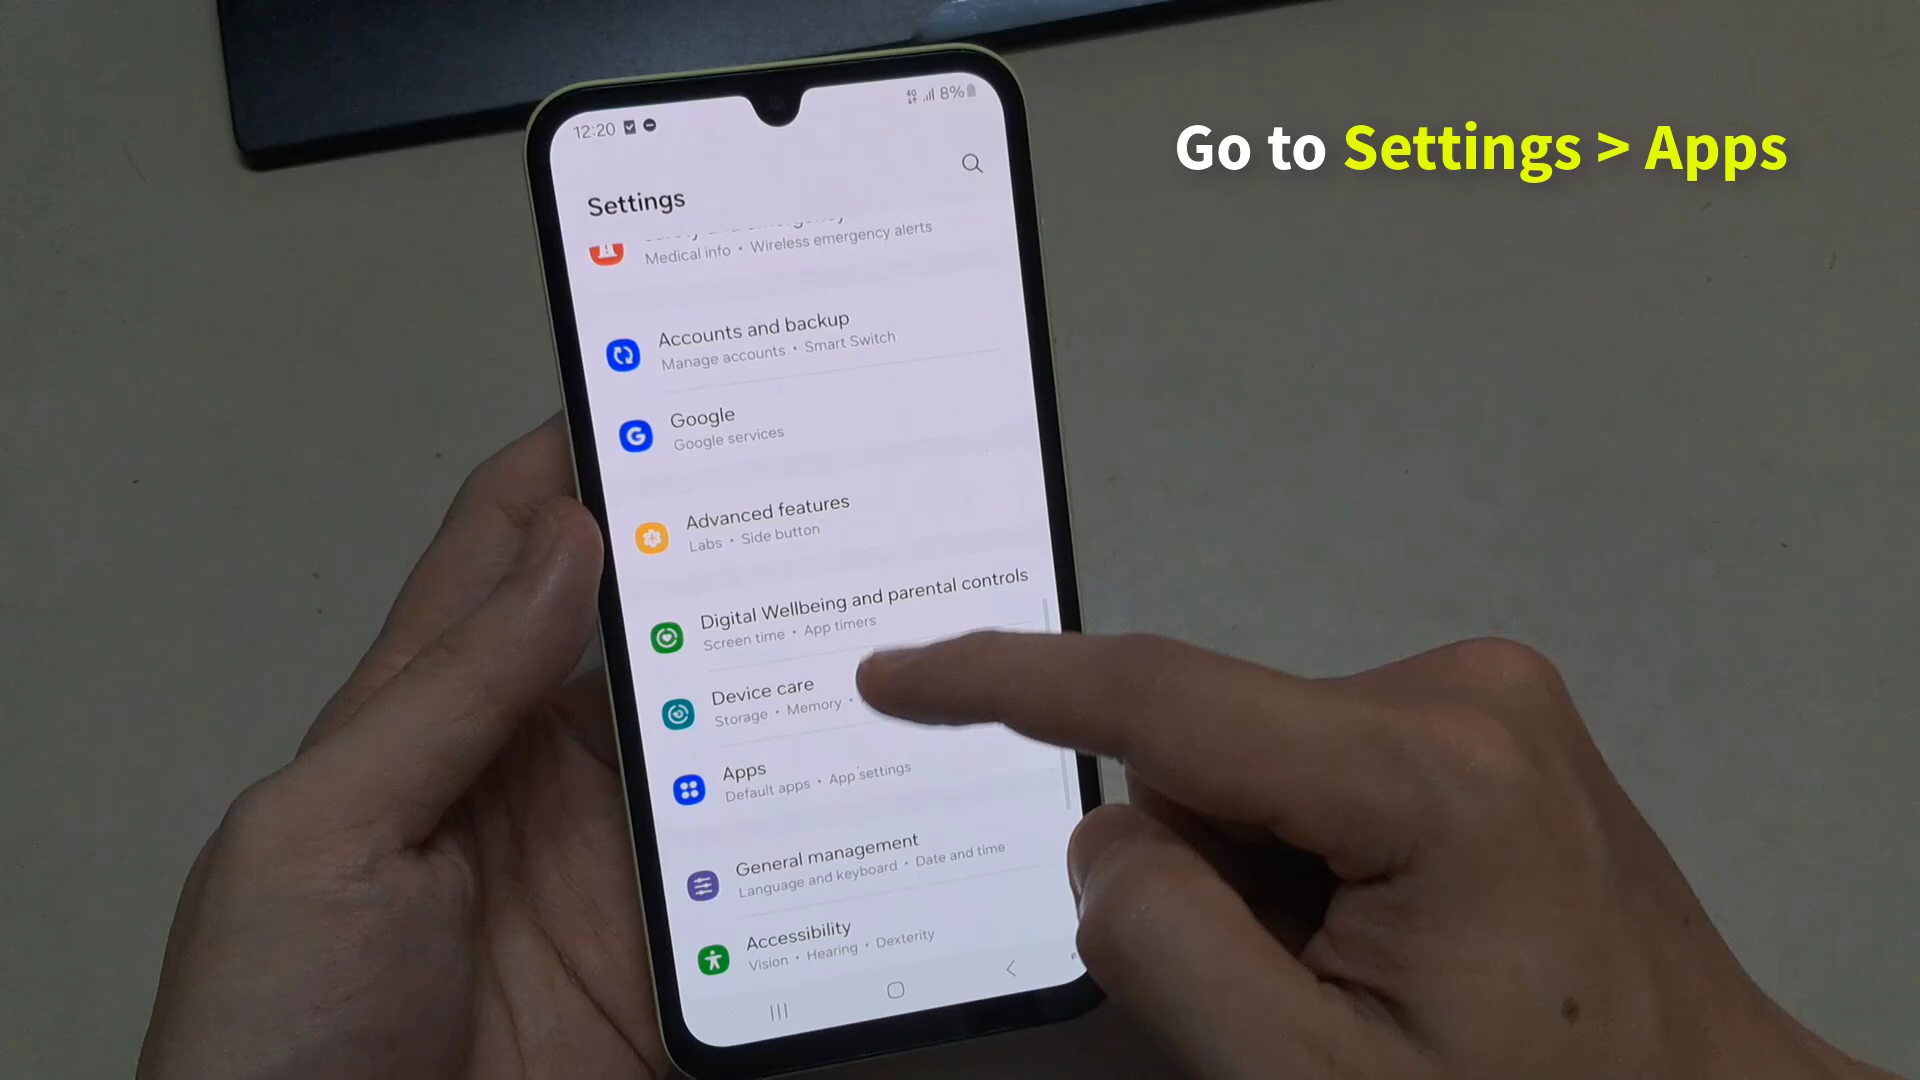 12:20
4G 8%
Go to Settings > Apps
Settings
Medical info • Wireless emergency alerts
Accounts and backup
Manage accounts • Smart Switch
Google
Google services
Advanced features
Labs • Side button
Digital Wellbeing and parental controls
Screen time • App timers
Device care
Storage • Memory •
Apps
Default apps • App settings
General management
Language and keyboard • Date and time
Accessibility
Vision • Hearing • Dexterity